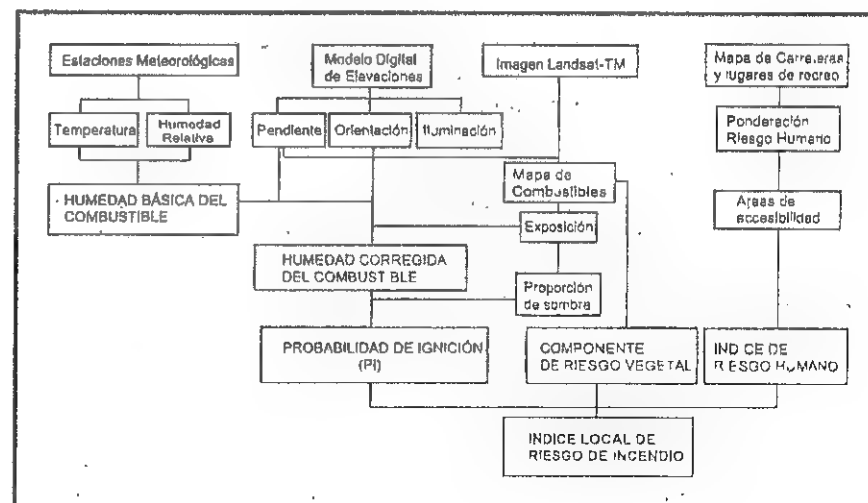 Estaciones Meteorológicas
Modelo Digital
de Elevaciones
Imagen Landsat-TM
Mapa de Carreteras
y lugares de recreo
Temperatura
Humedad
Relativa
Pendiente
Orientación
Iluminación
Ponderación
Riesgo Humano
Mapa de
Combustibles
HUMEDAD BÁSICA DEL
COMBUSTIBLE
Areas de
accesibilidad
Exposición
HUMEDAD CORREGIDA
DEL COMBUSTIBLE
Proporción
de sombra
PROBABILIDAD DE IGNICIÓN
(PI)
COMPONENTE
DE RIESGO VEGETAL
INDICE DE
RIESGO HUMANO
INDICE LOCAL DE
RIESGO DE INCENDIO